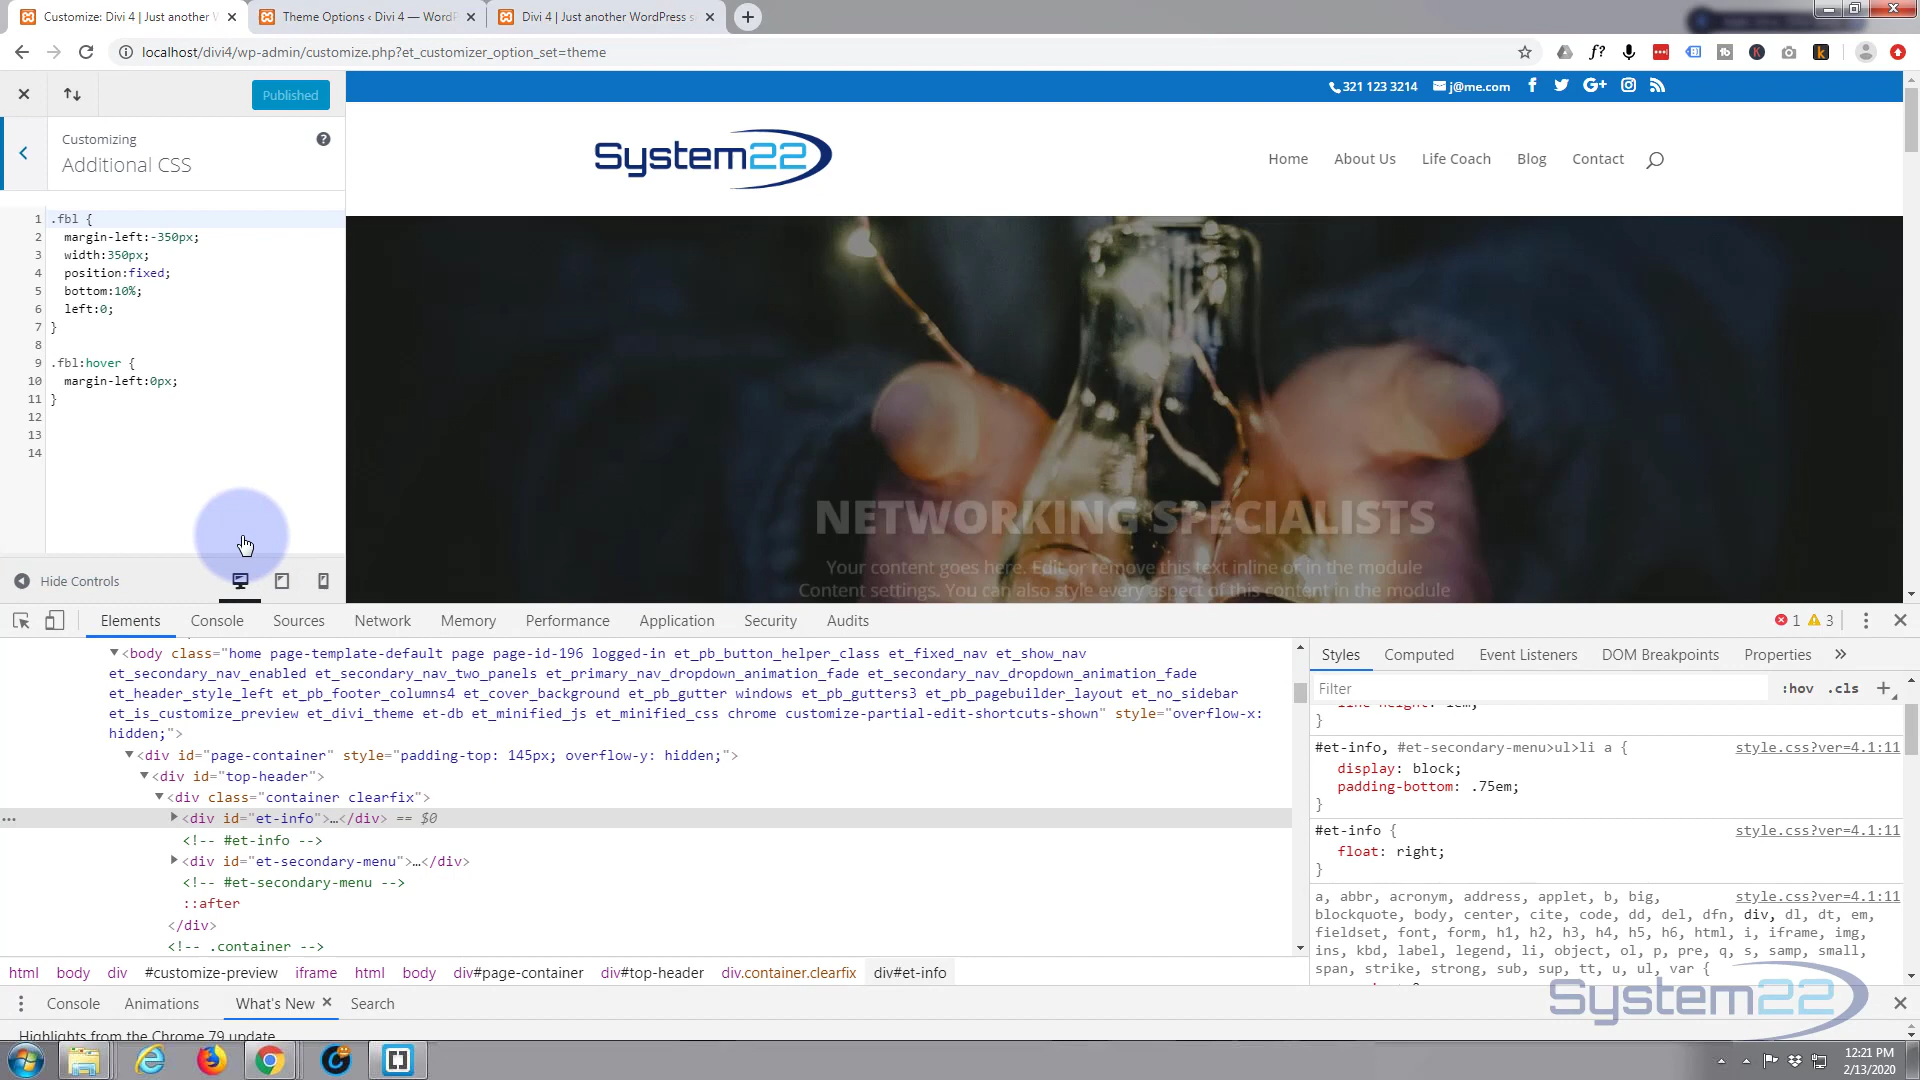 Customize: Divi 4 | Just another W
Theme Options ‹ Divi 4 — WordP
Divi 4 | Just another WordPress s
localhost/divi4/wp-admin/customize.php?et_customizer_option_set=theme
Published
Customizing
Additional CSS
321 123 3214 j@me.com
System22
Home About Us Life Coach Blog Contact
1 .fbl {
2 margin-left:-350px;
3 width:350px;
4 position:fixed;
5 bottom:10%;
6 left:0;
7 }
8
9 .fbl:hover {
10 margin-left:0px;
11 }
12
13
14
NETWORKING SPECIALISTS
Your content goes here. Edit or remove this text inline or in the module
Content settings. You can also style every aspect of this content in the module
Hide Controls
Elements Console Sources Network Memory Performance Application Security Audits 1 3
<body class="home page-template-default page page-id-196 logged-in et_pb_button_helper_class et_fixed_nav et_show_nav
et_secondary_nav_enabled et_secondary_nav_two_panels et_primary_nav_dropdown_animation_fade et_secondary_nav_dropdown_animation_fade
et_header_style_left et_pb_footer_columns4 et_cover_background et_pb_gutter windows et_pb_gutters3 et_pb_pagebuilder_layout et_no_sidebar
et_is_customize_preview et_divi_theme et-db et_minified_js et_minified_css chrome customize-partial-edit-shortcuts-shown" style="overflow-x:
hidden;">
<div id="page-container" style="padding-top: 145px; overflow-y: hidden;">
<div id="top-header">
<div class="container clearfix">
<div id="et-info">…</div> == $0
<!-- #et-info -->
<div id="et-secondary-menu">…</div>
<!-- #et-secondary-menu -->
::after
</div>
<!-- .container -->
Styles Computed Event Listeners DOM Breakpoints Properties »
Filter :hov .cls +
line-height: 1em;
}
#et-info, #et-secondary-menu>ul>li a { style.css?ver=4.1:11
display: block;
padding-bottom: .75em;
}
#et-info { style.css?ver=4.1:11
float: right;
}
a, abbr, acronym, address, applet, b, big, style.css?ver=4.1:11
blockquote, body, center, cite, code, dd, del, dfn, div, dl, dt, em,
fieldset, font, form, h1, h2, h3, h4, h5, h6, html, i, iframe, img,
ins, kbd, label, legend, li, object, ol, p, pre, q, s, samp, small,
span, strike, strong, sub, sup, tt, u, ul, var {
html body div #customize-preview iframe html body div#page-container div#top-header div.container.clearfix div#et-info
System22
Console Animations What's New Search
Highlights from the Chrome 79 update
12:21 PM
2/13/2020